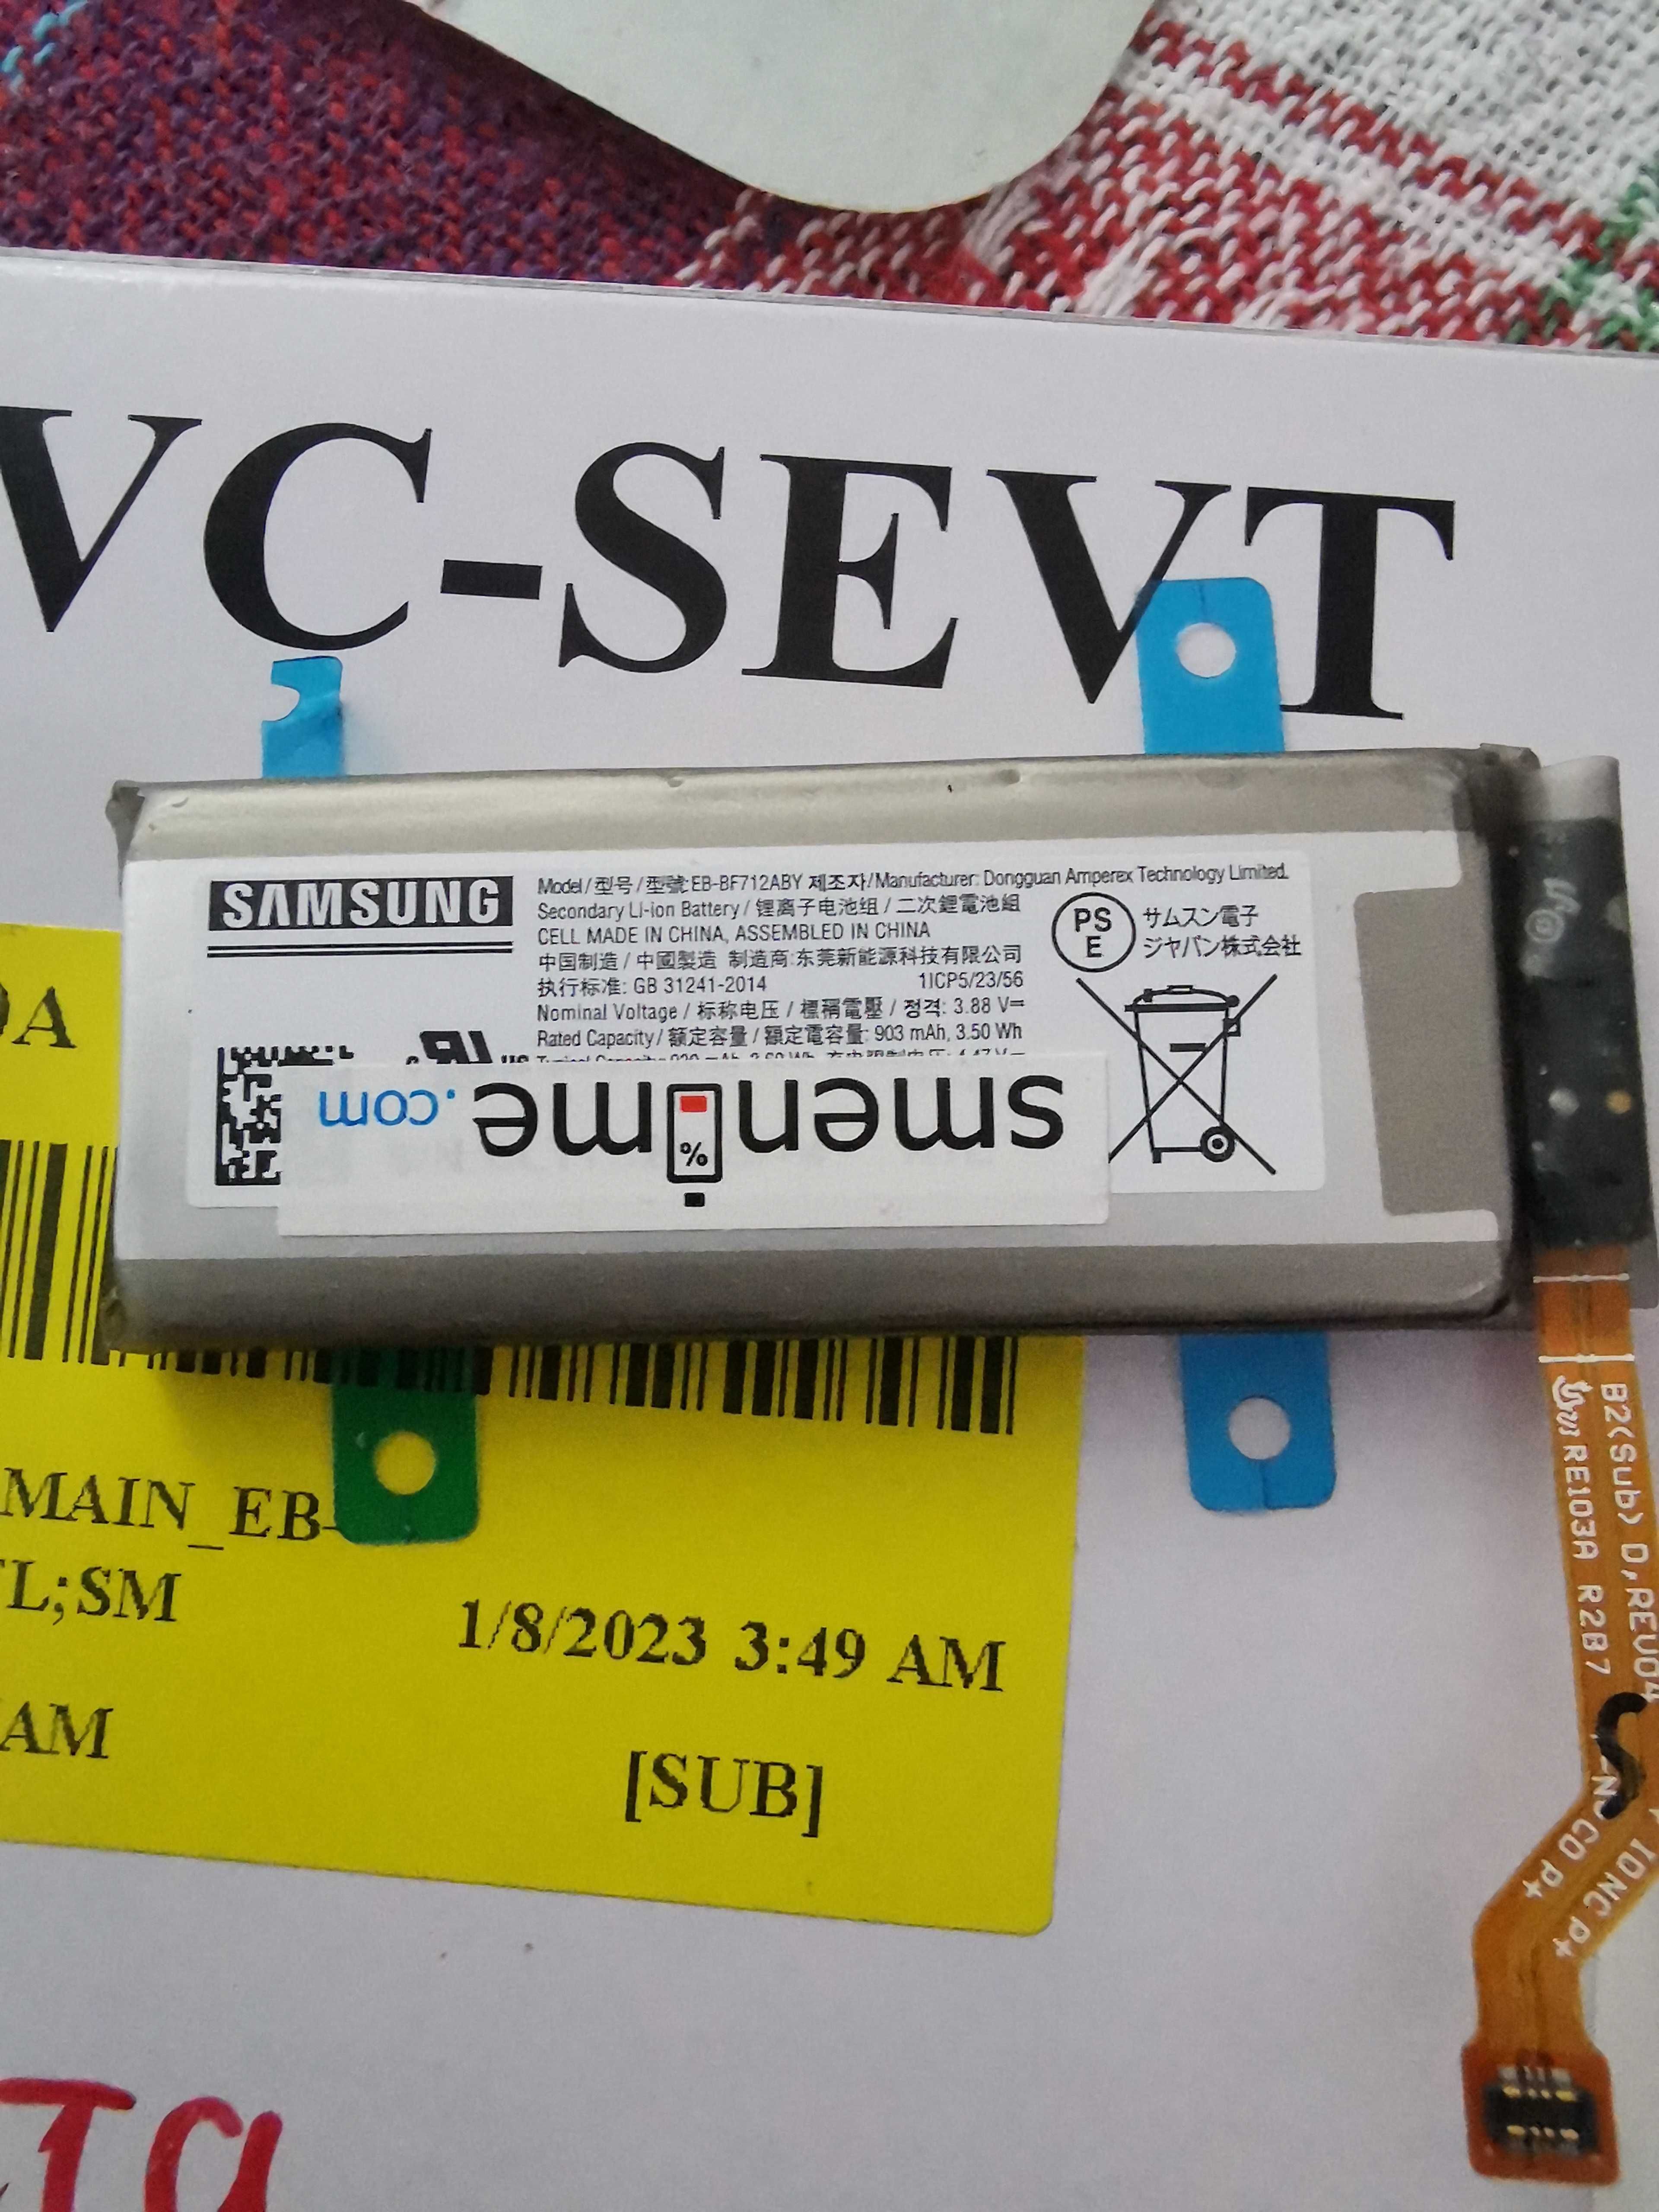 VC-SEVT
SAMSUNG
Model/型号/型號:EB-BF712ABY 제조자/Manufacturer: Dongguan Amperex Technology Limited.
Secondary Li-ion Battery / 锂离子电池组 / 二次鋰電池組
CELL MADE IN CHINA, ASSEMBLED IN CHINA
中国制造 / 中國製造 制造商:东莞新能源科技有限公司
执行标准: GB 31241-2014 1ICP5/23/56
Nominal Voltage / 标称电压 / 標稱電壓 / 정격: 3.88 V
Rated Capacity / 额定容量 / 額定電容量: 903 mAh, 3.50 Wh
PS
E
サムスン電子
ジャパン株式会社
smenime.com
%
DA
MAIN_EB-
L;SM
1/8/2023 3:49 AM
AM
[SUB]
B2(Sub) D,REV04
RE103A R2B7
CO P+
P+